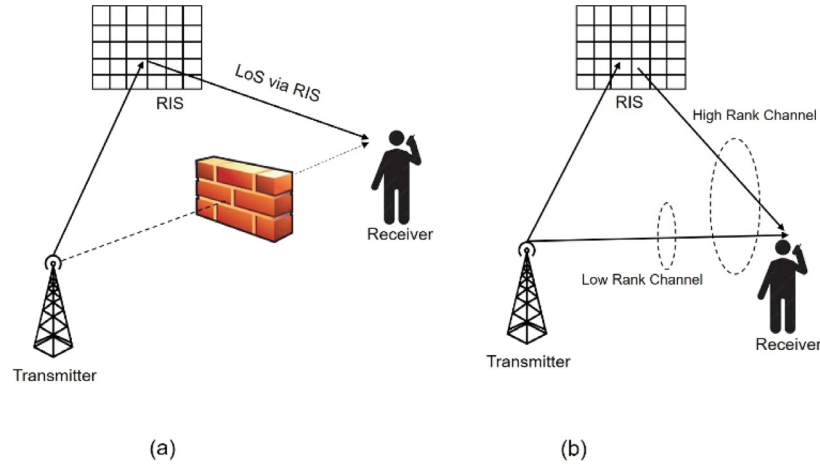 RIS
LoS via RIS
Receiver
Transmitter
(a)
RIS
High Rank Channel
Low Rank Channel
Receiver
Transmitter
(b)